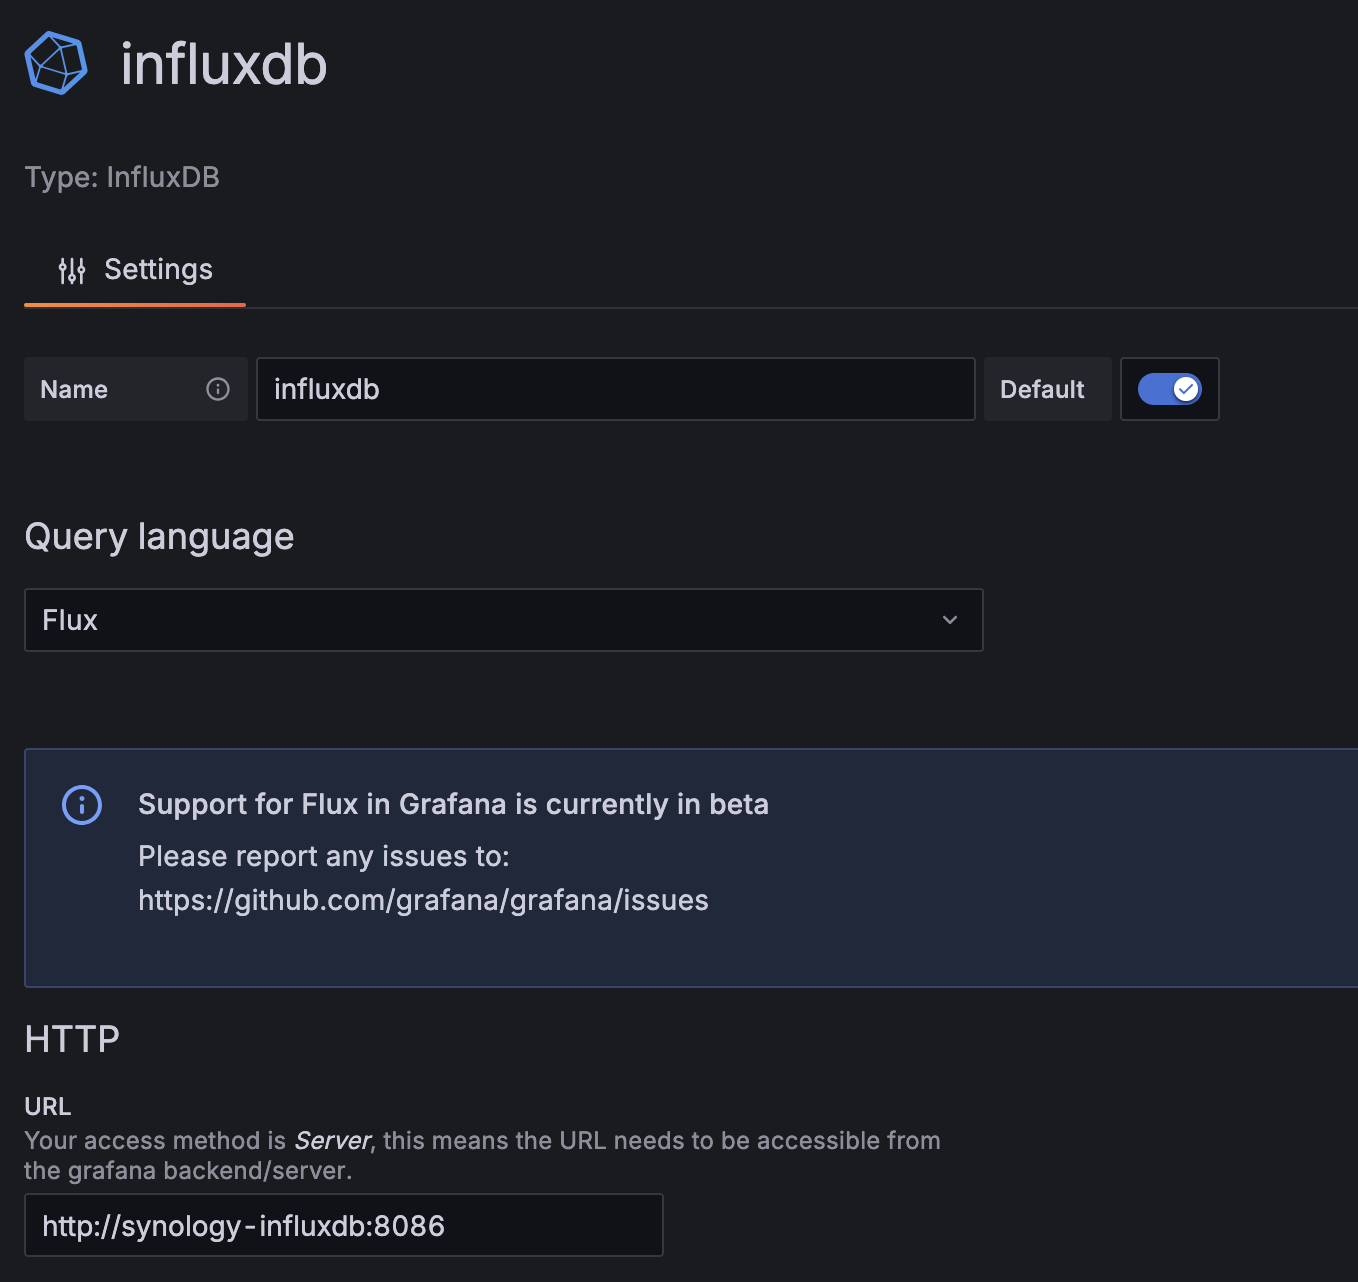 influxdb
Type: InfluxDB
Settings
Name influxdb Default
Query language
Flux
Support for Flux in Grafana is currently in beta
Please report any issues to:
https://github.com/grafana/grafana/issues
HTTP
URL
Your access method is Server, this means the URL needs to be accessible from
the grafana backend/server.
http://synology-influxdb:8086